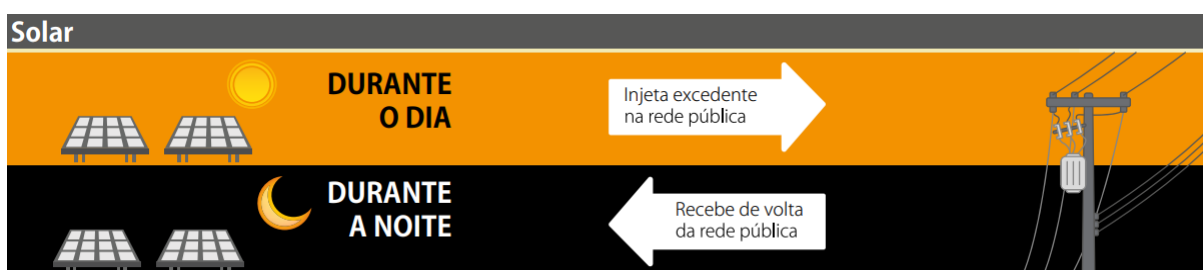 Solar
DURANTE
O DIA
Injeta excedente
na rede pública
DURANTE
A NOITE
Recebe de volta
da rede pública